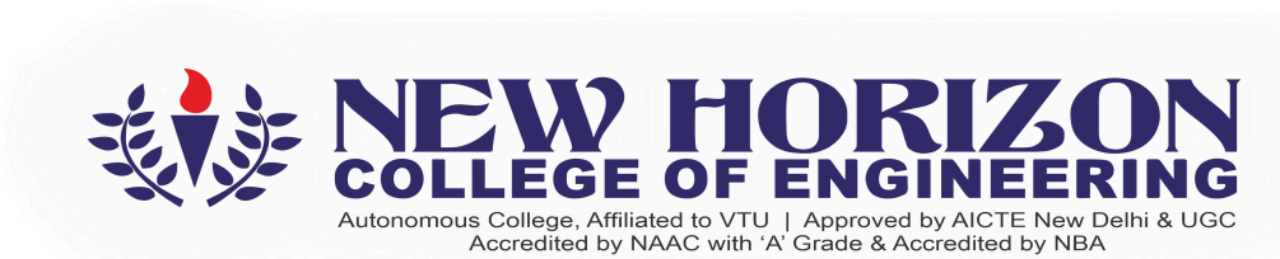 NEW HORIZON
COLLEGE OF ENGINEERING
Autonomous College, Affiliated to VTU | Approved by AICTE New Delhi & UGC
Accredited by NAAC with ‘A’ Grade & Accredited by NBA